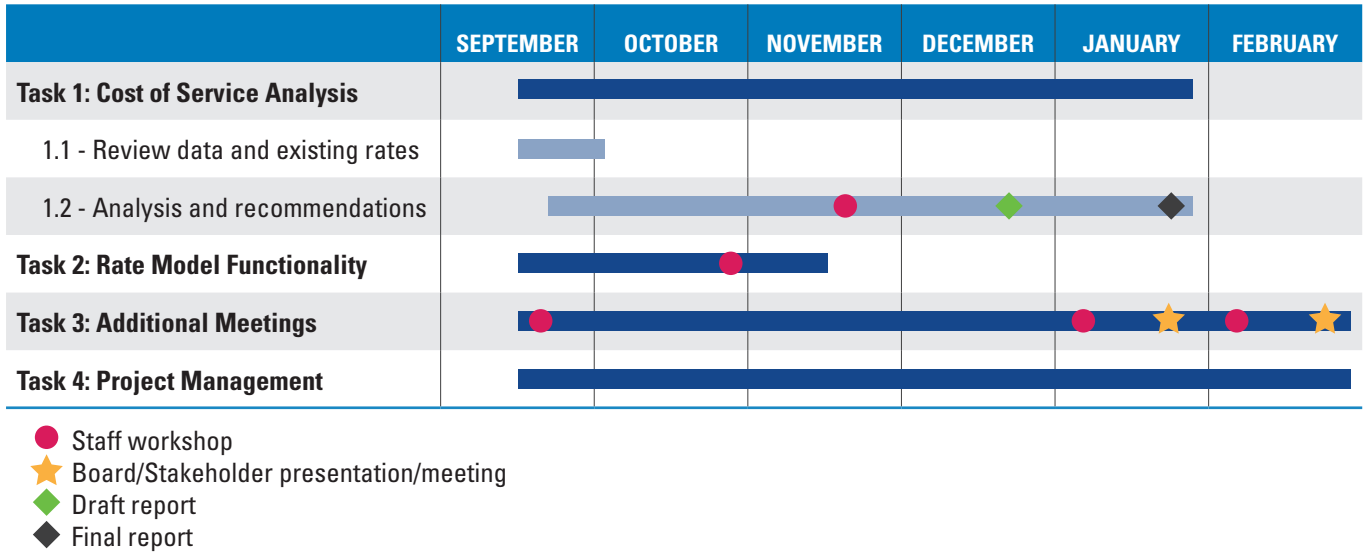 SEPTEMBER OCTOBER NOVEMBER DECEMBER JANUARY FEBRUARY
Task 1: Cost of Service Analysis
1.1 - Review data and existing rates
1.2 - Analysis and recommendations
Task 2: Rate Model Functionality
Task 3: Additional Meetings
Task 4: Project Management
Staff workshop
Board/Stakeholder presentation/meeting
Draft report
Final report